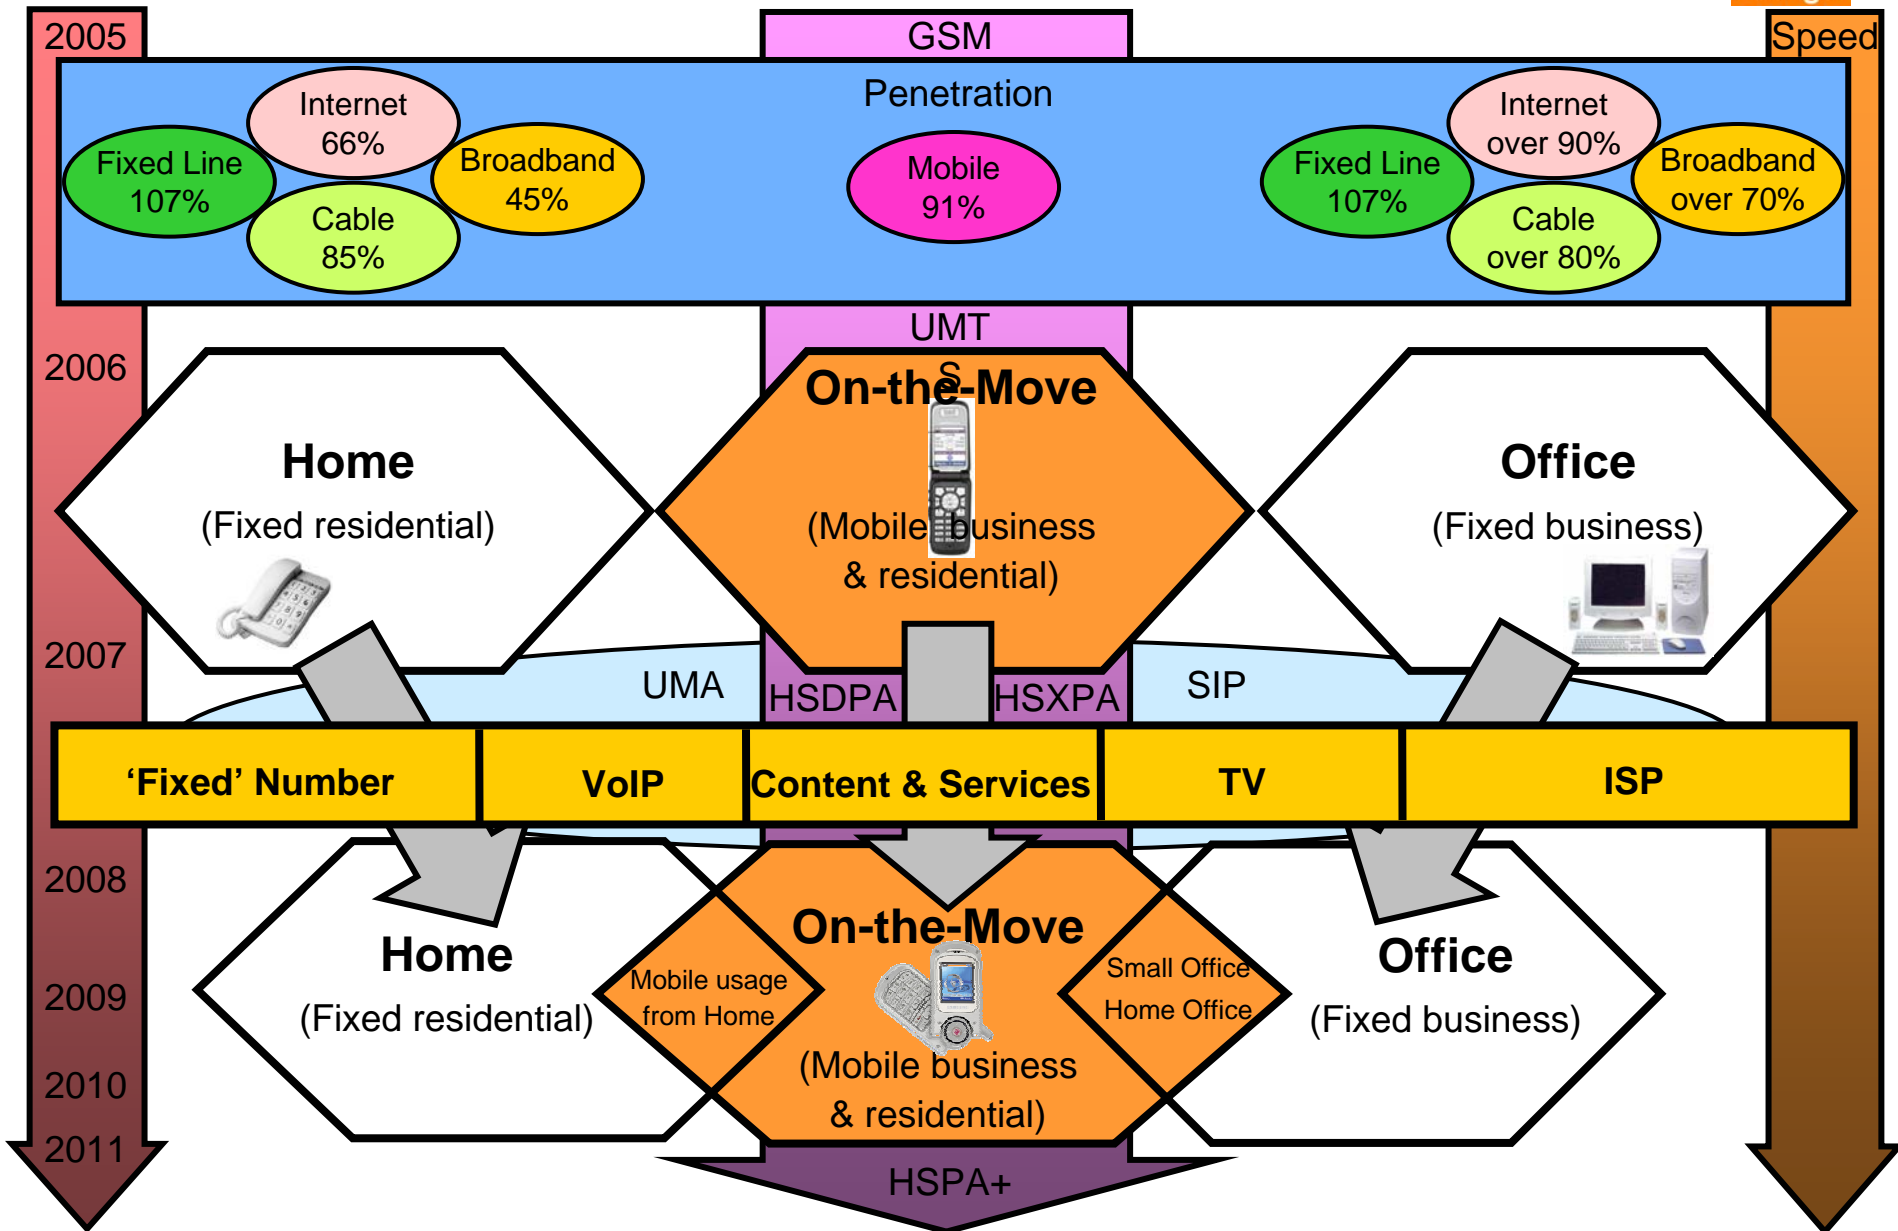 2005
GSM
Speed
Penetration
Internet
66%
Fixed Line
107%
Broadband
45%
Cable
85%
Mobile
91%
Internet
over 90%
Fixed Line
107%
Broadband
over 70%
Cable
over 80%
UMT
S
2006
Home
(Fixed residential)
On-the-Move
(Mobile business
& residential)
Office
(Fixed business)
2007
UMA
HSDPA
HSXPA
SIP
‘Fixed’ Number
VoIP
Content & Services
TV
ISP
2008
Home
(Fixed residential)
Mobile usage
from Home
On-the-Move
(Mobile business
& residential)
Small Office
Home Office
Office
(Fixed business)
2009
2010
2011
HSPA+